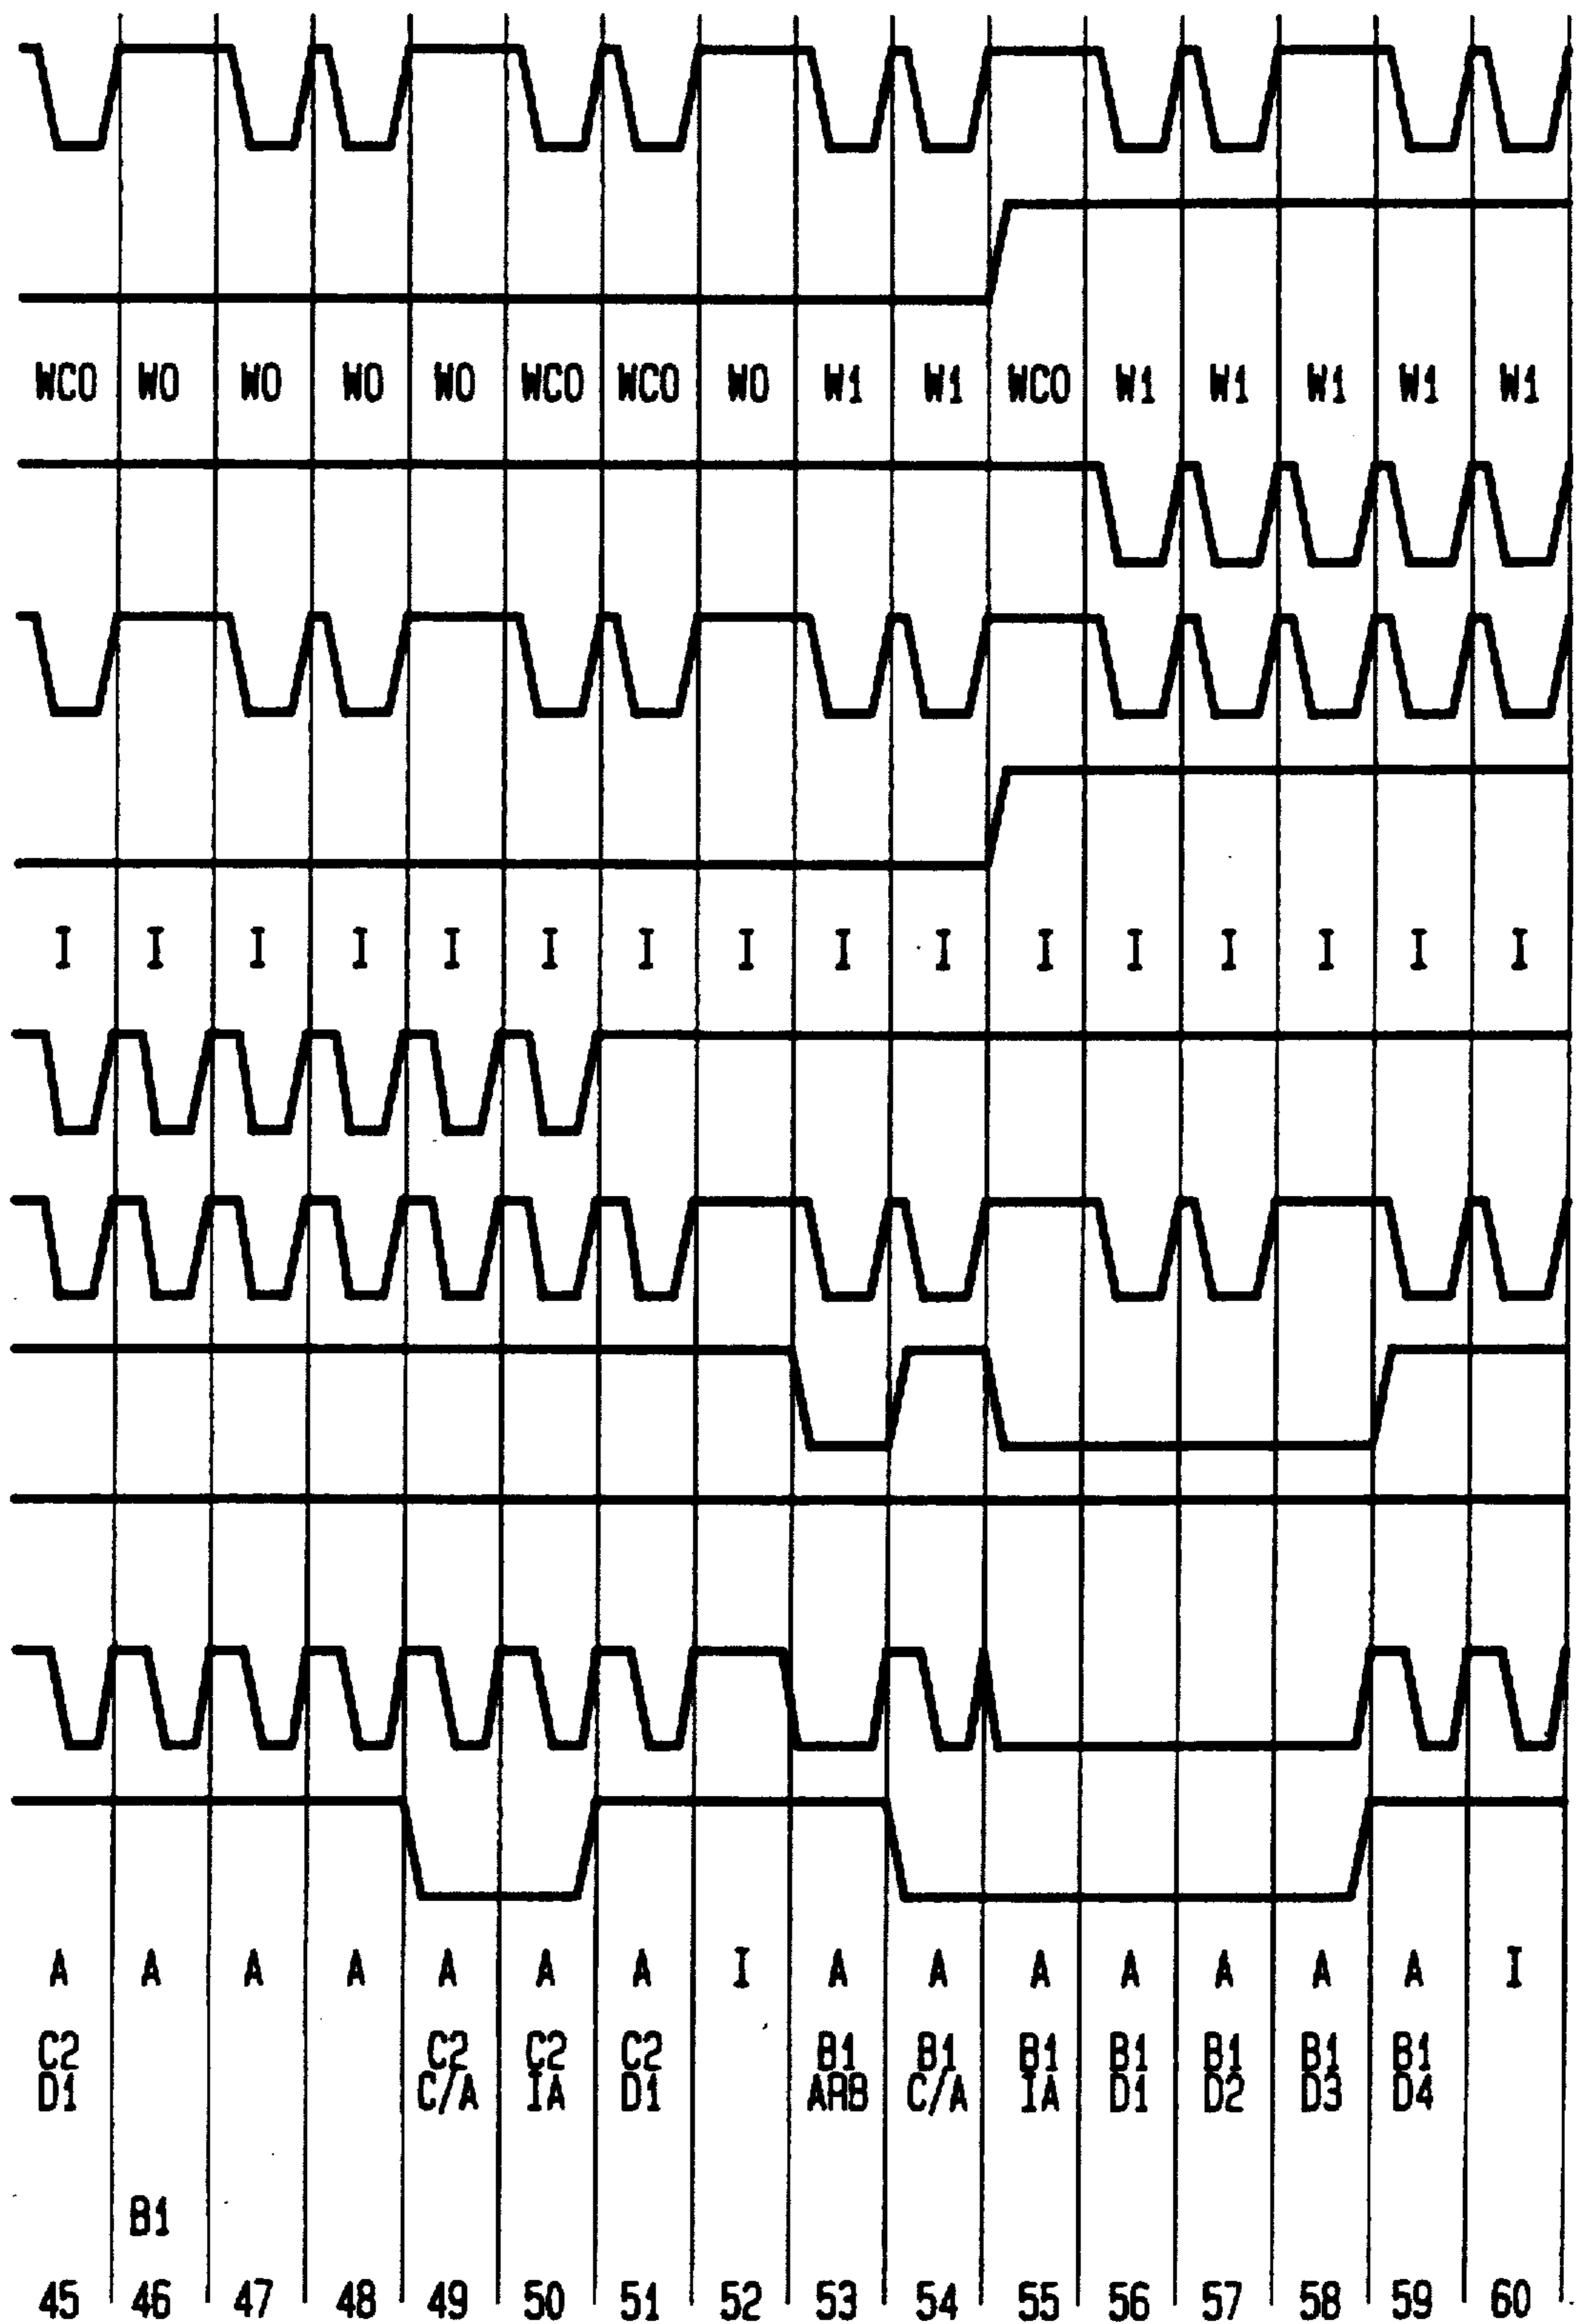 WC0 W0 W0 W0 W0 WC0 WC0 W0 W1 W1 WC0 W1 W1 W1 W1 W1
I I I I I I I I I I I I I I I I
A A A A A A A I A A A A A A A I
C2 C2 C2 C2 B1 B1 B1 B1 B1 B1 B1
D1 C/A IA D1 ARB C/A IA D1 D2 D3 D4
B1
45 46 47 48 49 50 51 52 53 54 55 56 57 58 59 60